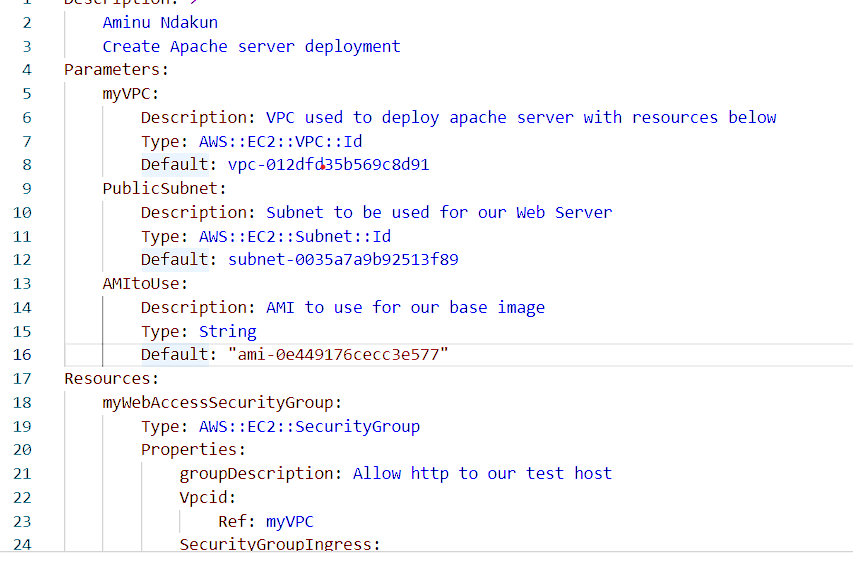 1 Description: >
2 Aminu Ndakun
3 Create Apache server deployment
4 Parameters:
5 myVPC:
6 Description: VPC used to deploy apache server with resources below
7 Type: AWS::EC2::VPC::Id
8 Default: vpc-012dfd35b569c8d91
9 PublicSubnet:
10 Description: Subnet to be used for our Web Server
11 Type: AWS::EC2::Subnet::Id
12 Default: subnet-0035a7a9b92513f89
13 AMItoUse:
14 Description: AMI to use for our base image
15 Type: String
16 Default: "ami-0e449176cecc3e577"
17 Resources:
18 myWebAccessSecurityGroup:
19 Type: AWS::EC2::SecurityGroup
20 Properties:
21 groupDescription: Allow http to our test host
22 Vpcid:
23 Ref: myVPC
24 SecurityGroupIngress: